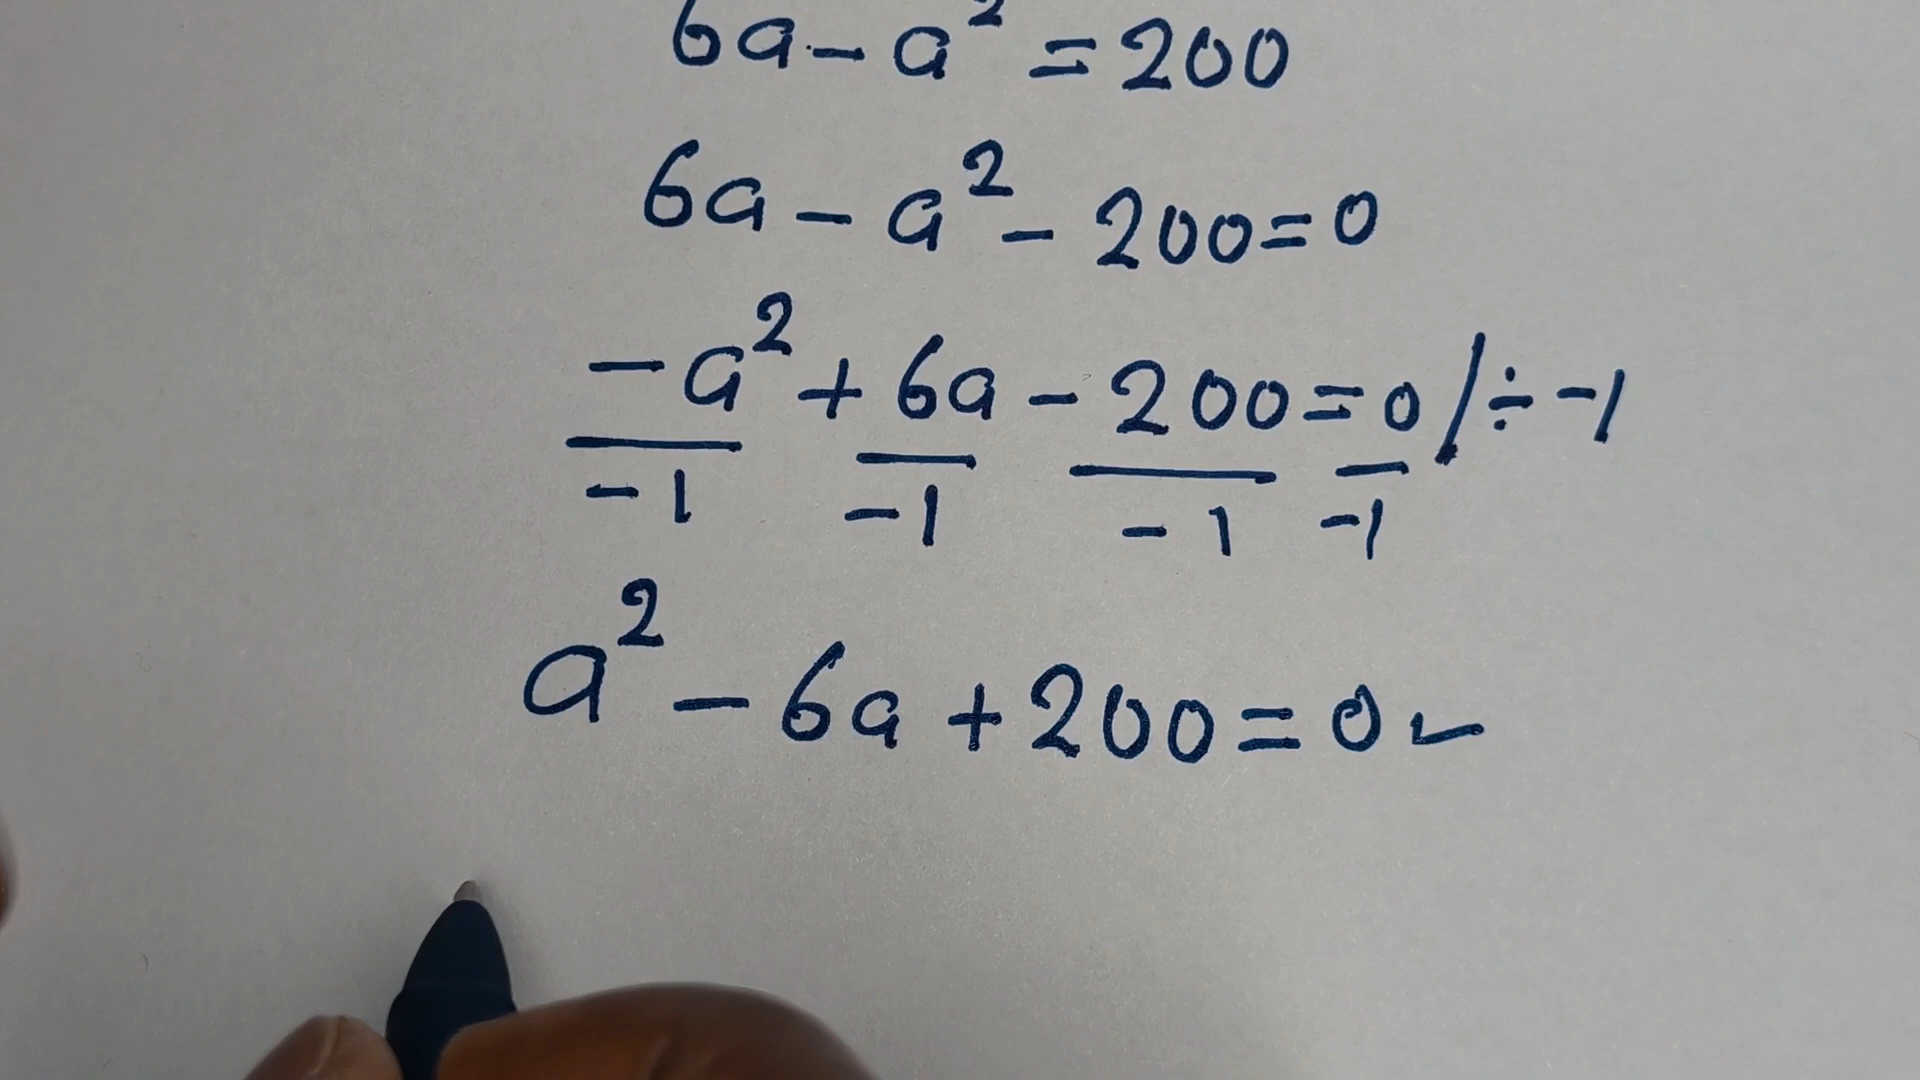 6a - a² = 200
6a - a² - 200 = 0
-a² + 6a - 200 = 0 / ÷ -1
-1 -1 -1 -1
a² - 6a + 200 = 0